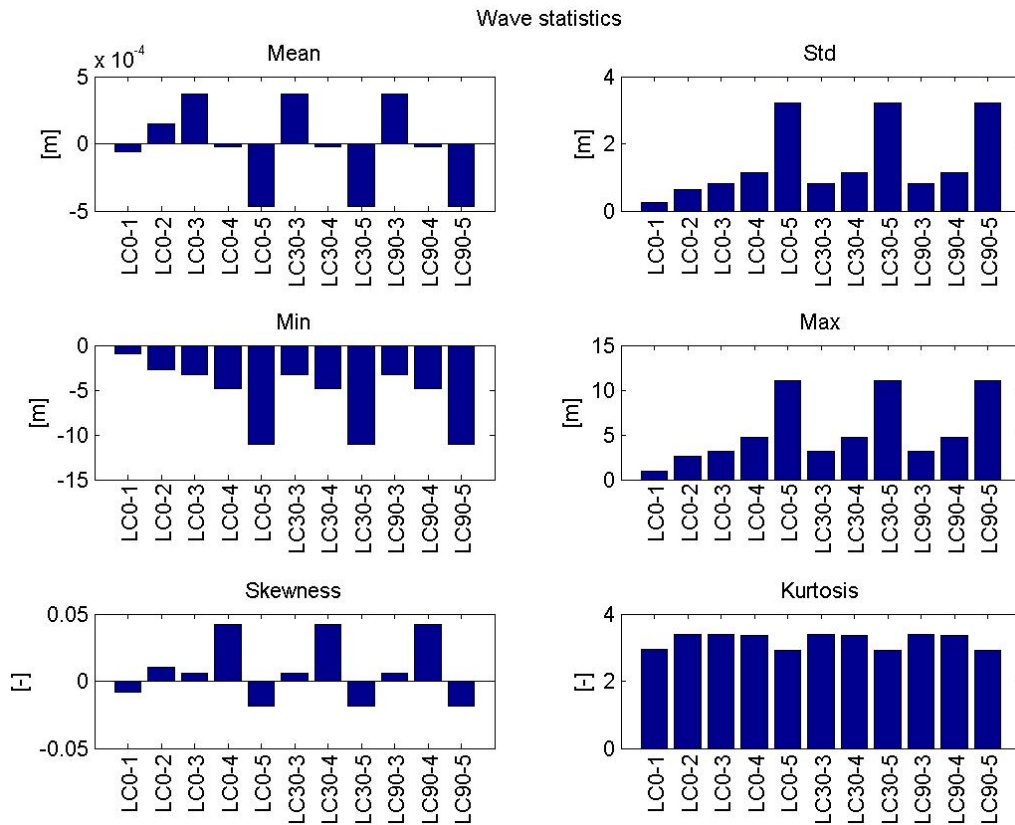 Wave statistics
x 10^-4
Mean
5
0
-5
[m]
LC0-1
LC0-2
LC0-3
LC0-4
LC0-5
LC30-3
LC30-4
LC30-5
LC90-3
LC90-4
LC90-5
Std
4
2
0
[m]
LC0-1
LC0-2
LC0-3
LC0-4
LC0-5
LC30-3
LC30-4
LC30-5
LC90-3
LC90-4
LC90-5
Min
0
-5
-10
-15
[m]
LC0-1
LC0-2
LC0-3
LC0-4
LC0-5
LC30-3
LC30-4
LC30-5
LC90-3
LC90-4
LC90-5
Max
15
10
5
0
[m]
LC0-1
LC0-2
LC0-3
LC0-4
LC0-5
LC30-3
LC30-4
LC30-5
LC90-3
LC90-4
LC90-5
Skewness
0.05
0
-0.05
[-]
LC0-1
LC0-2
LC0-3
LC0-4
LC0-5
LC30-3
LC30-4
LC30-5
LC90-3
LC90-4
LC90-5
Kurtosis
4
2
0
[-]
LC0-1
LC0-2
LC0-3
LC0-4
LC0-5
LC30-3
LC30-4
LC30-5
LC90-3
LC90-4
LC90-5